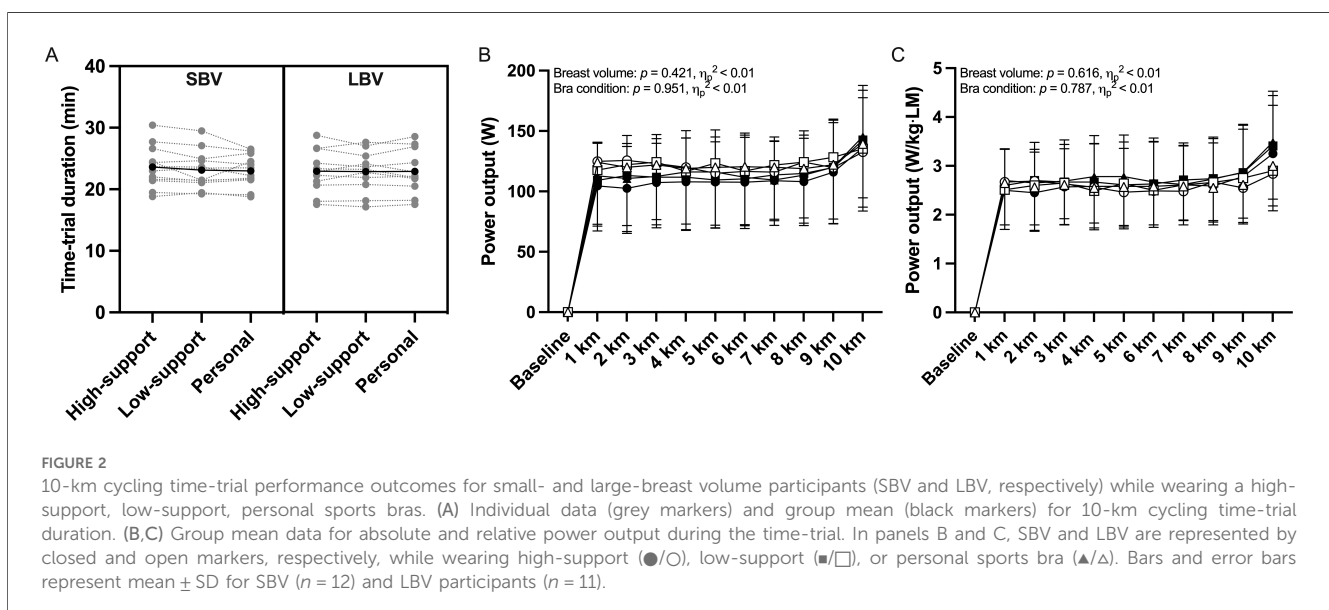 A
SBV
LBV
Time-trial duration (min)
40
30
20
10
0
High-support
Low-support
Personal
High-support
Low-support
Personal
B
Breast volume: p = 0.421, ηp² < 0.01
Bra condition: p = 0.951, ηp² < 0.01
Power output (W)
200
150
100
50
0
Baseline
1 km
2 km
3 km
4 km
5 km
6 km
7 km
8 km
9 km
10 km
C
Breast volume: p = 0.616, ηp² < 0.01
Bra condition: p = 0.787, ηp² < 0.01
Power output (W/kg·LM)
5
4
3
2
1
0
Baseline
1 km
2 km
3 km
4 km
5 km
6 km
7 km
8 km
9 km
10 km
FIGURE 2
10-km cycling time-trial performance outcomes for small- and large-breast volume participants (SBV and LBV, respectively) while wearing a high-
support, low-support, personal sports bras. (A) Individual data (grey markers) and group mean (black markers) for 10-km cycling time-trial
duration. (B,C) Group mean data for absolute and relative power output during the time-trial. In panels B and C, SBV and LBV are represented by
closed and open markers, respectively, while wearing high-support (●/○), low-support (■/□), or personal sports bra (▲/△). Bars and error bars
represent mean ± SD for SBV (n = 12) and LBV participants (n = 11).